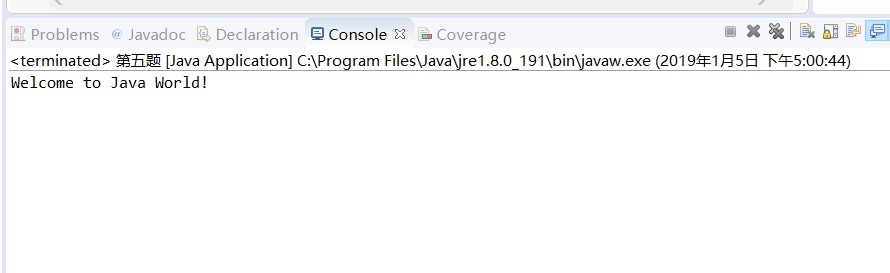 Problems @ Javadoc Declaration Console Coverage
<terminated> 第五题 [Java Application] C:\Program Files\Java\jre1.8.0_191\bin\javaw.exe (2019年1月5日 下午5:00:44)
Welcome to Java World!